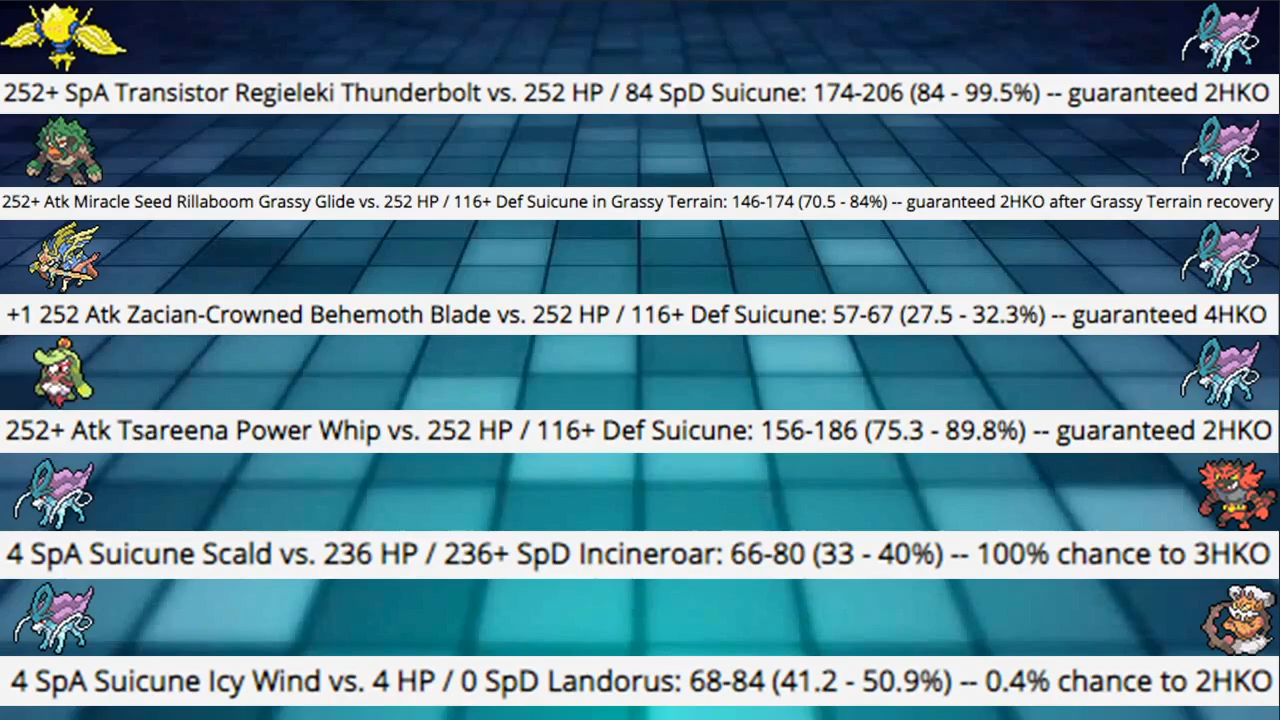 252+ SpA Transistor Regieleki Thunderbolt vs. 252 HP / 84 SpD Suicune: 174-206 (84 - 99.5%) -- guaranteed 2HKO
252+ Atk Miracle Seed Rillaboom Grassy Glide vs. 252 HP / 116+ Def Suicune in Grassy Terrain: 146-174 (70.5 - 84%) -- guaranteed 2HKO after Grassy Terrain recovery
+1 252 Atk Zacian-Crowned Behemoth Blade vs. 252 HP / 116+ Def Suicune: 57-67 (27.5 - 32.3%) -- guaranteed 4HKO
252+ Atk Tsareena Power Whip vs. 252 HP / 116+ Def Suicune: 156-186 (75.3 - 89.8%) -- guaranteed 2HKO
4 SpA Suicune Scald vs. 236 HP / 236+ SpD Incineroar: 66-80 (33 - 40%) -- 100% chance to 3HKO
4 SpA Suicune Icy Wind vs. 4 HP / 0 SpD Landorus: 68-84 (41.2 - 50.9%) -- 0.4% chance to 2HKO